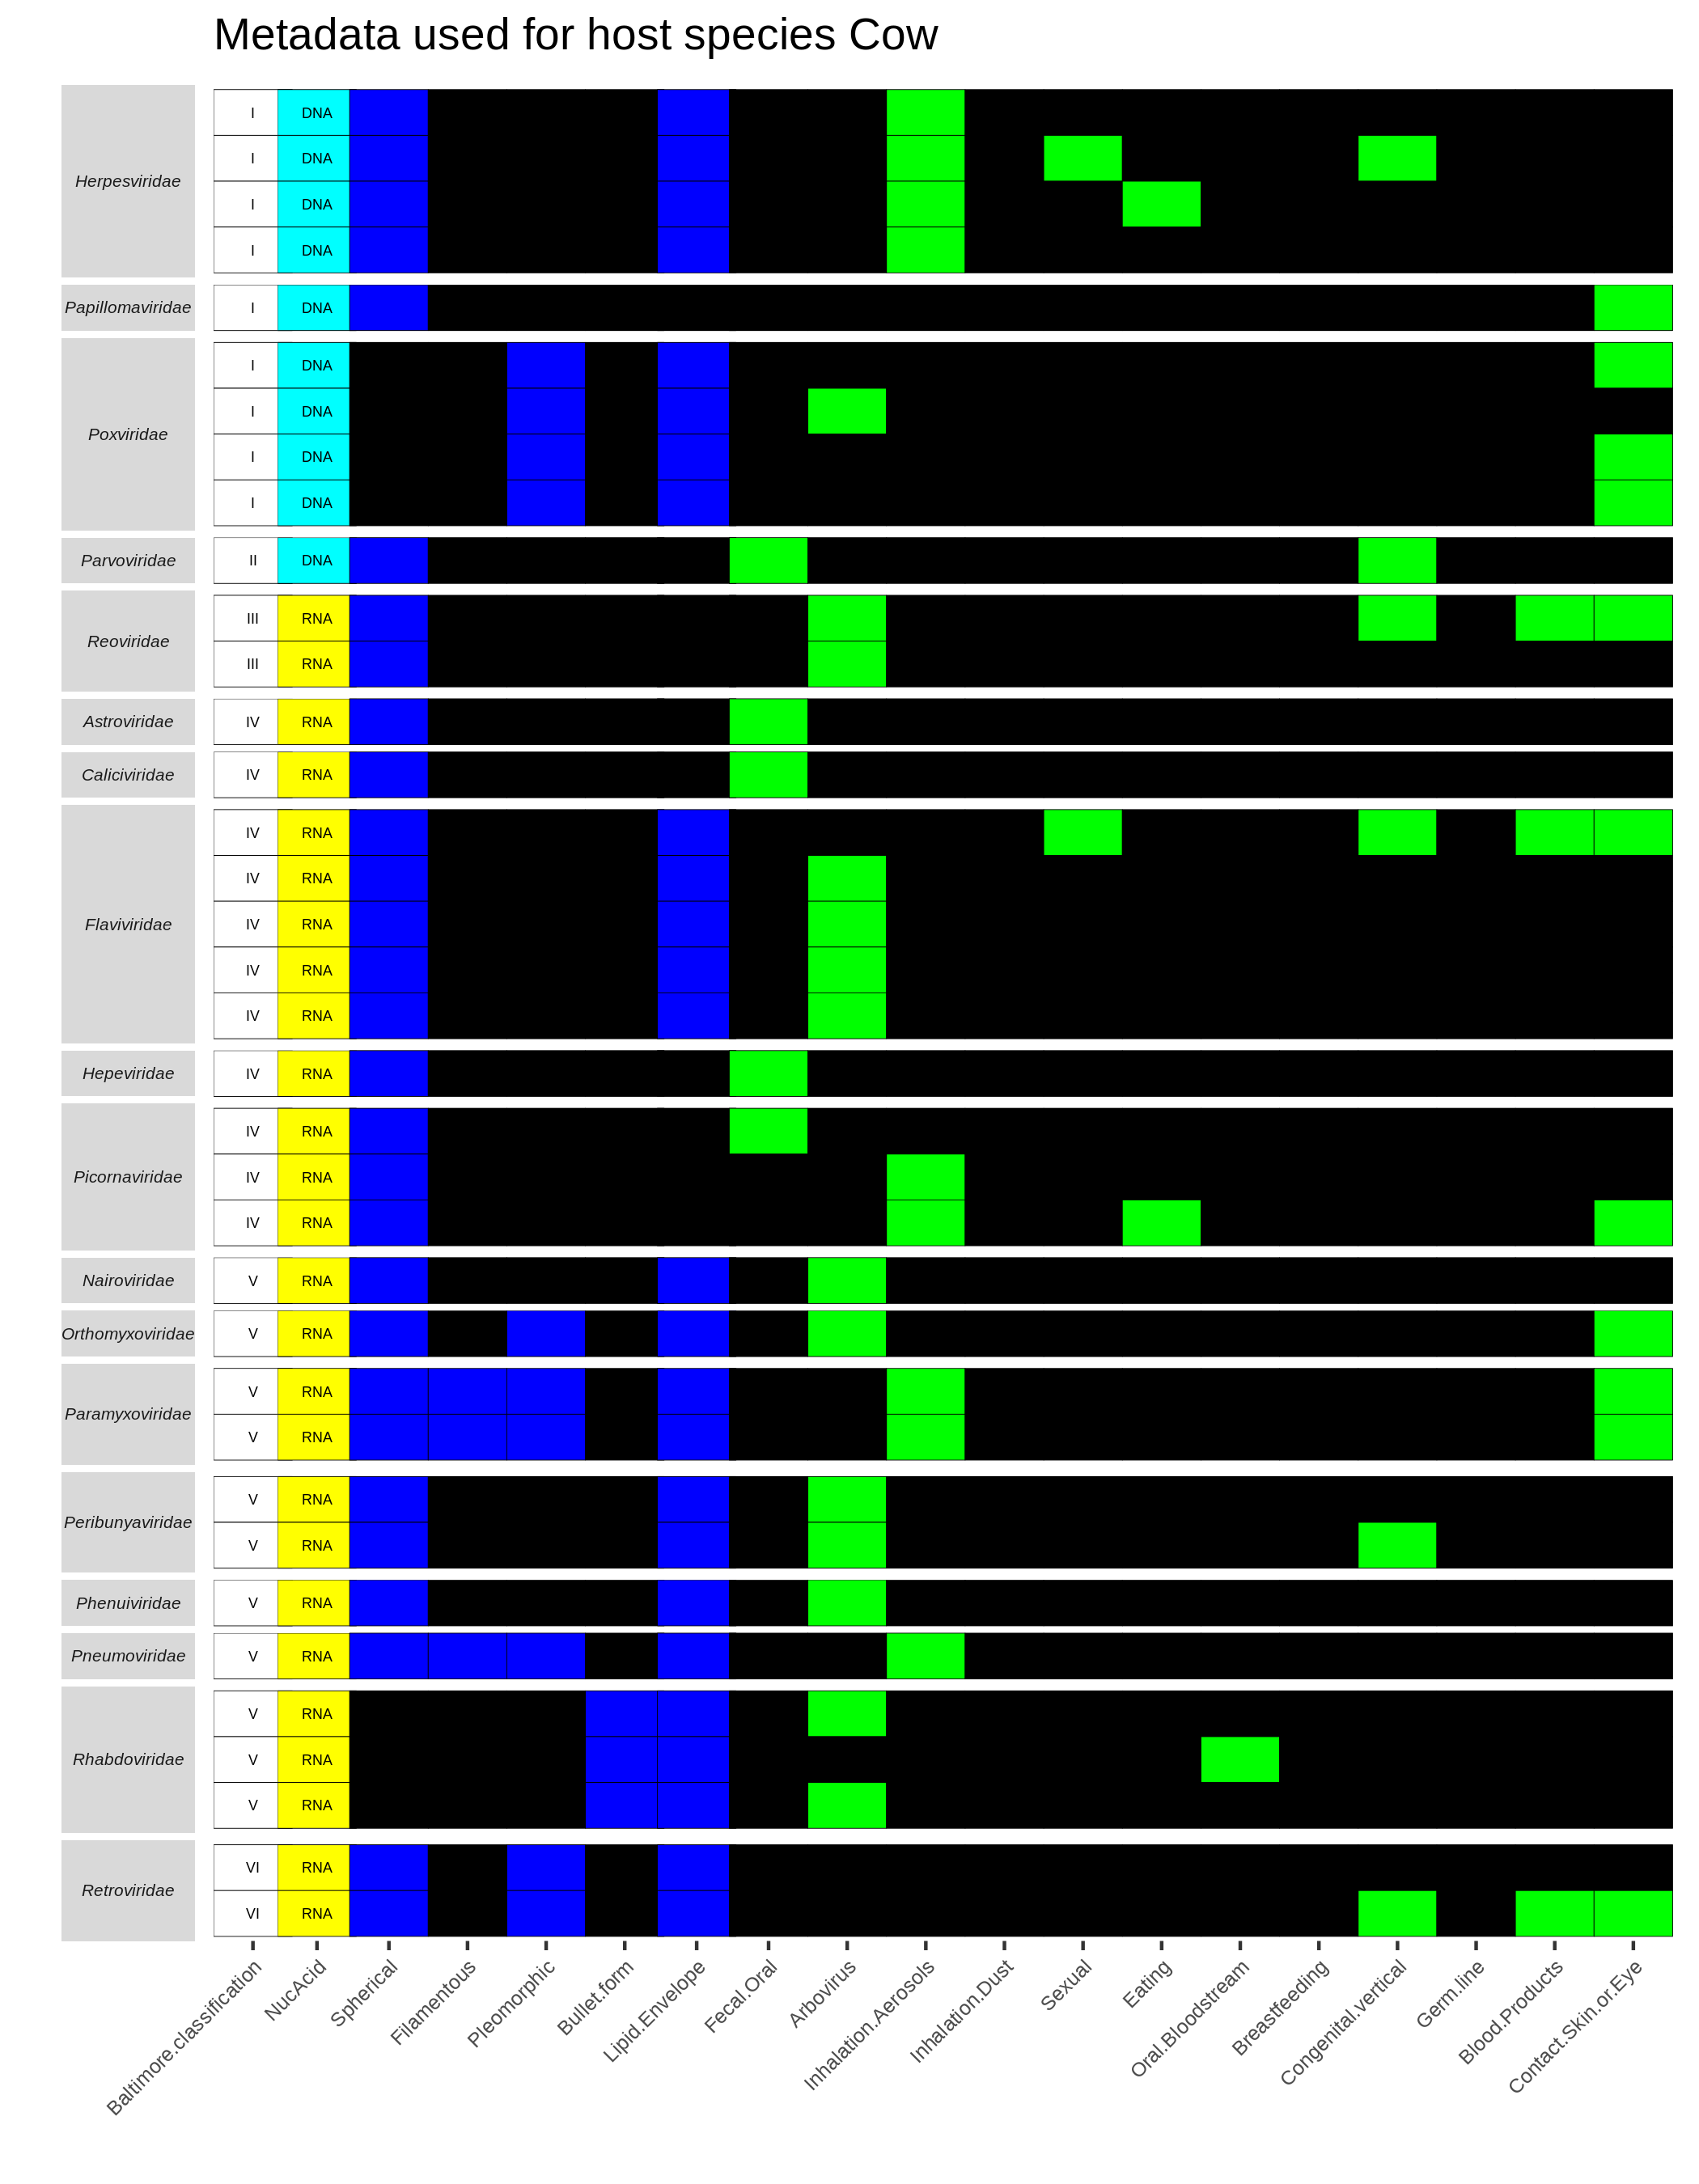 Metadata used for host species Cow
Herpesviridae
I DNA
I DNA
I DNA
I DNA
Papillomaviridae
I DNA
Poxviridae
I DNA
I DNA
I DNA
I DNA
Parvoviridae
II DNA
Reoviridae
III RNA
III RNA
Astroviridae
IV RNA
Caliciviridae
IV RNA
Flaviviridae
IV RNA
IV RNA
IV RNA
IV RNA
IV RNA
Hepeviridae
IV RNA
Picornaviridae
IV RNA
IV RNA
IV RNA
Nairoviridae
V RNA
Orthomyxoviridae
V RNA
Paramyxoviridae
V RNA
V RNA
Peribunyaviridae
V RNA
V RNA
Phenuiviridae
V RNA
Pneumoviridae
V RNA
Rhabdoviridae
V RNA
V RNA
V RNA
Retroviridae
VI RNA
VI RNA
Baltimore.classification
NucAcid
Spherical
Filamentous
Pleomorphic
Bullet.form
Lipid.Envelope
Fecal.Oral
Arbovirus
Inhalation.Aerosols
Inhalation.Dust
Sexual
Eating
Oral.Bloodstream
Breastfeeding
Congenital.vertical
Germ.line
Blood.Products
Contact.Skin.or.Eye